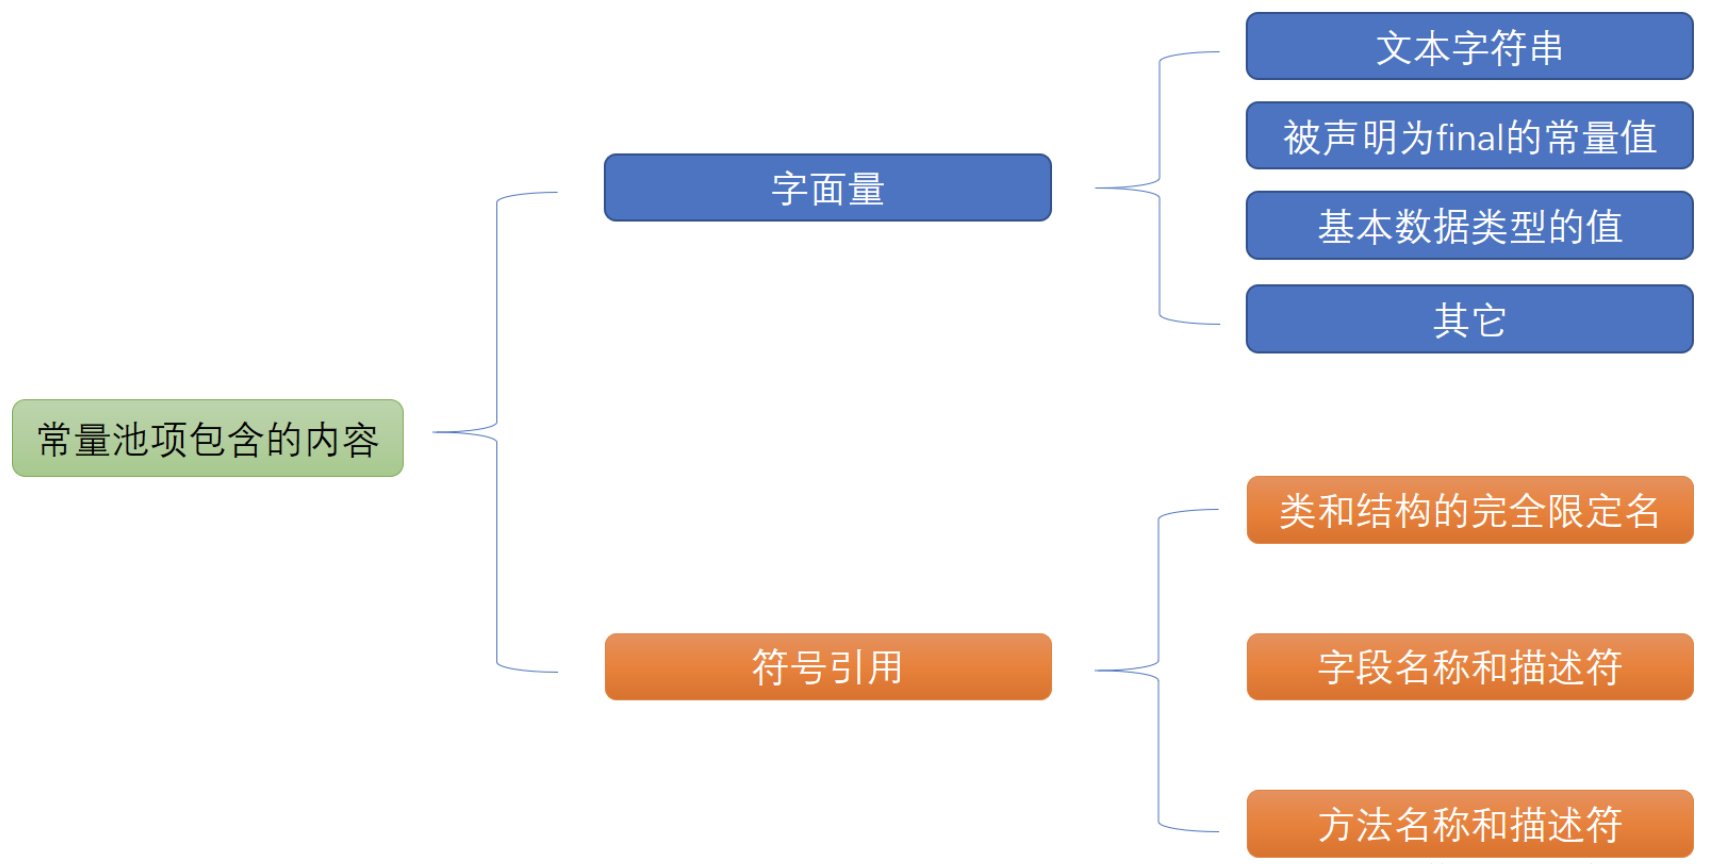 文本字符串
被声明为final的常量值
字面量
基本数据类型的值
其它
常量池项包含的内容
类和结构的完全限定名
符号引用
字段名称和描述符
方法名称和描述符